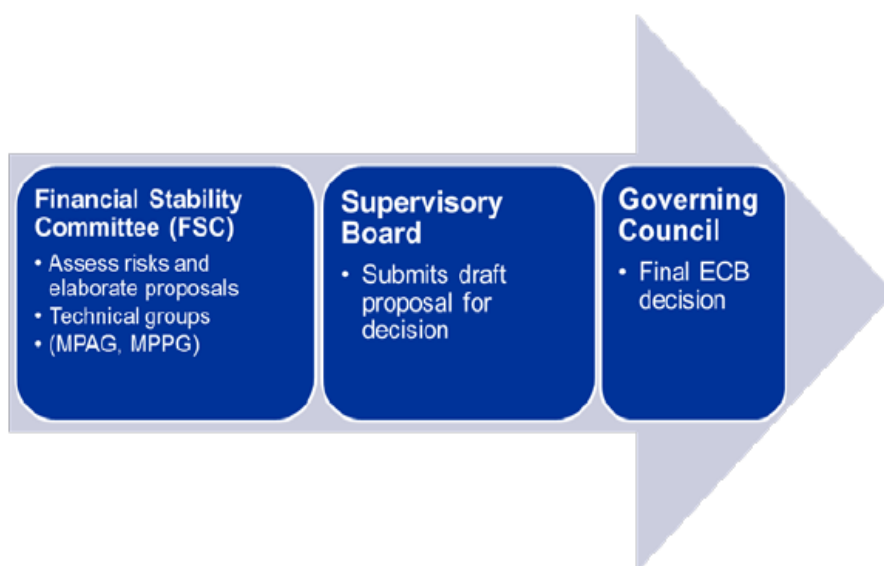 Financial Stability
Committee (FSC)
• Assess risks and
elaborate proposals
• Technical groups
• (MPAG, MPPG)
Supervisory
Board
• Submits draft
proposal for
decision
Governing
Council
• Final ECB
decision